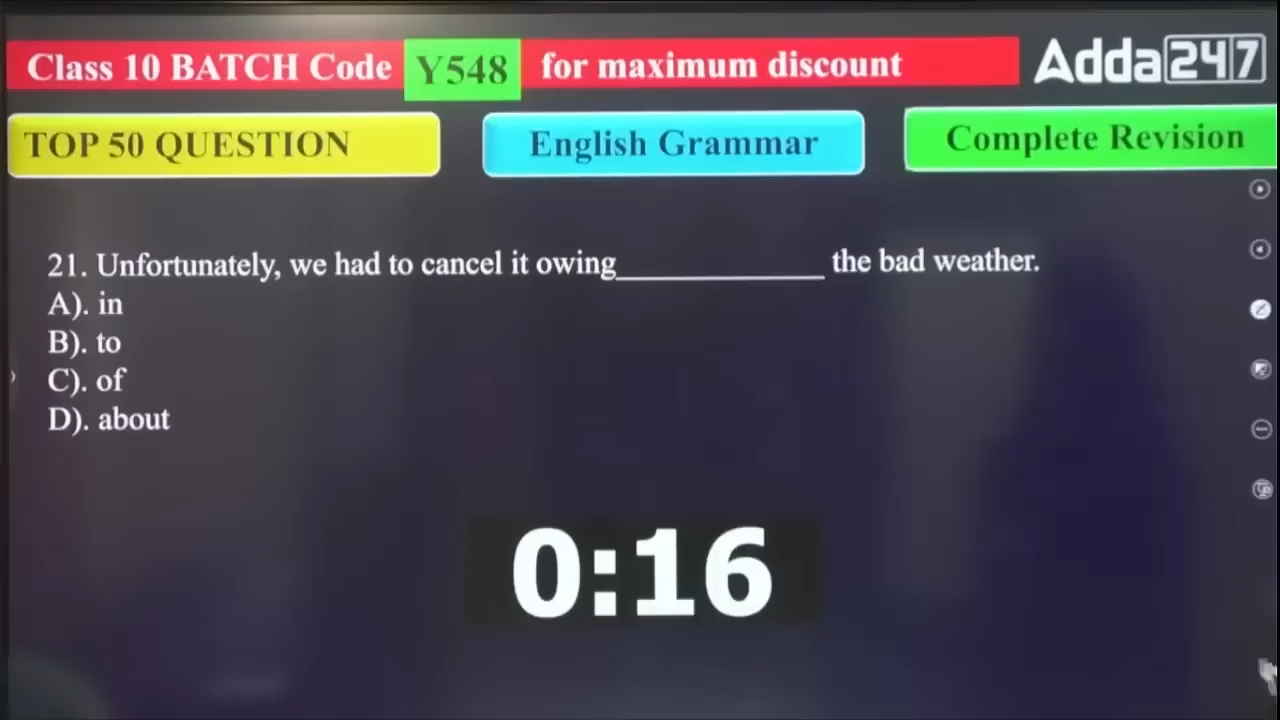 Class 10 BATCH Code Y548 for maximum discount Adda247
TOP 50 QUESTION English Grammar Complete Revision
21. Unfortunately, we had to cancel it owing____________ the bad weather.
A). in
B). to
C). of
D). about
0:16